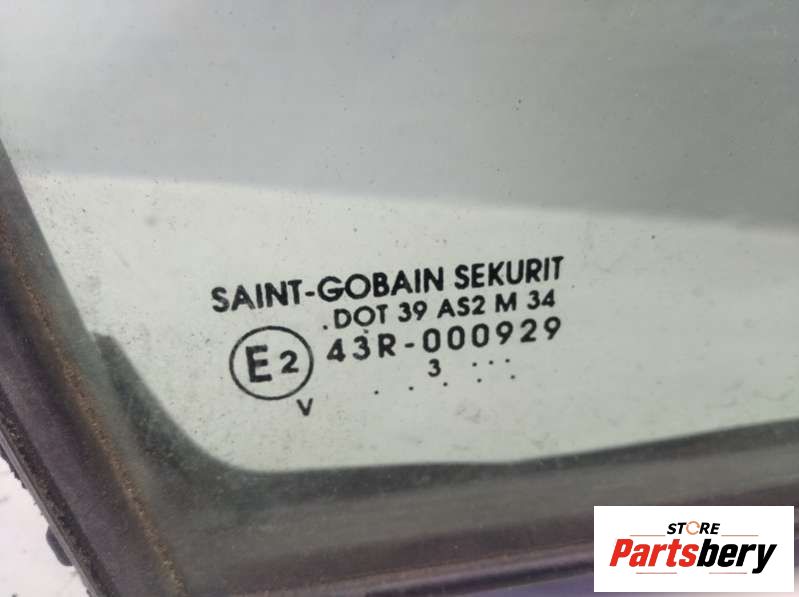 SAINT-GOBAIN SEKURIT
.DOT 39 AS2 M 34
E2 43R-000929
3
V
STORE
Partsbery